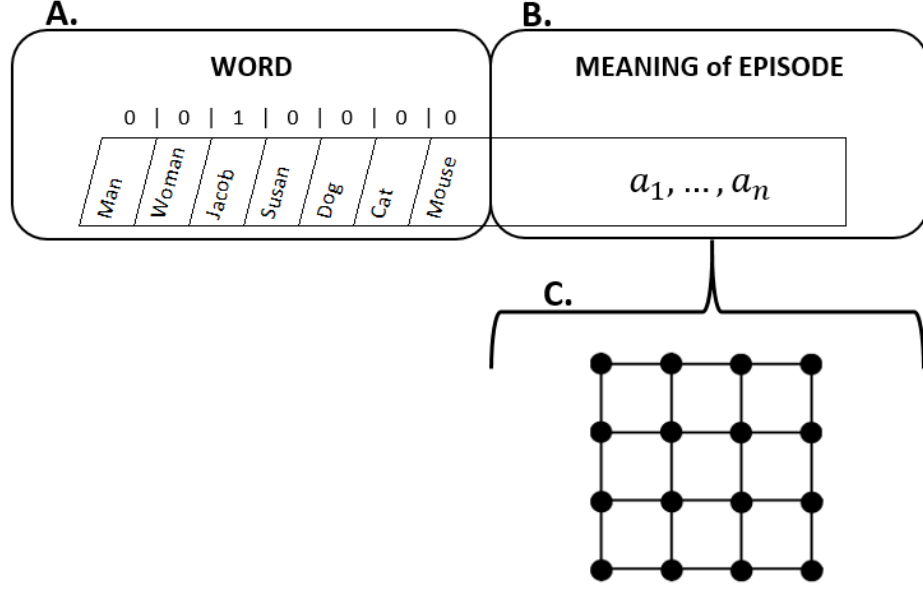 A.
B.
WORD
MEANING of EPISODE
0 | 0 | 1 | 0 | 0 | 0 | 0
Man Woman Jacob Susan Dog Cat Mouse
a₁, ..., aₙ
C.